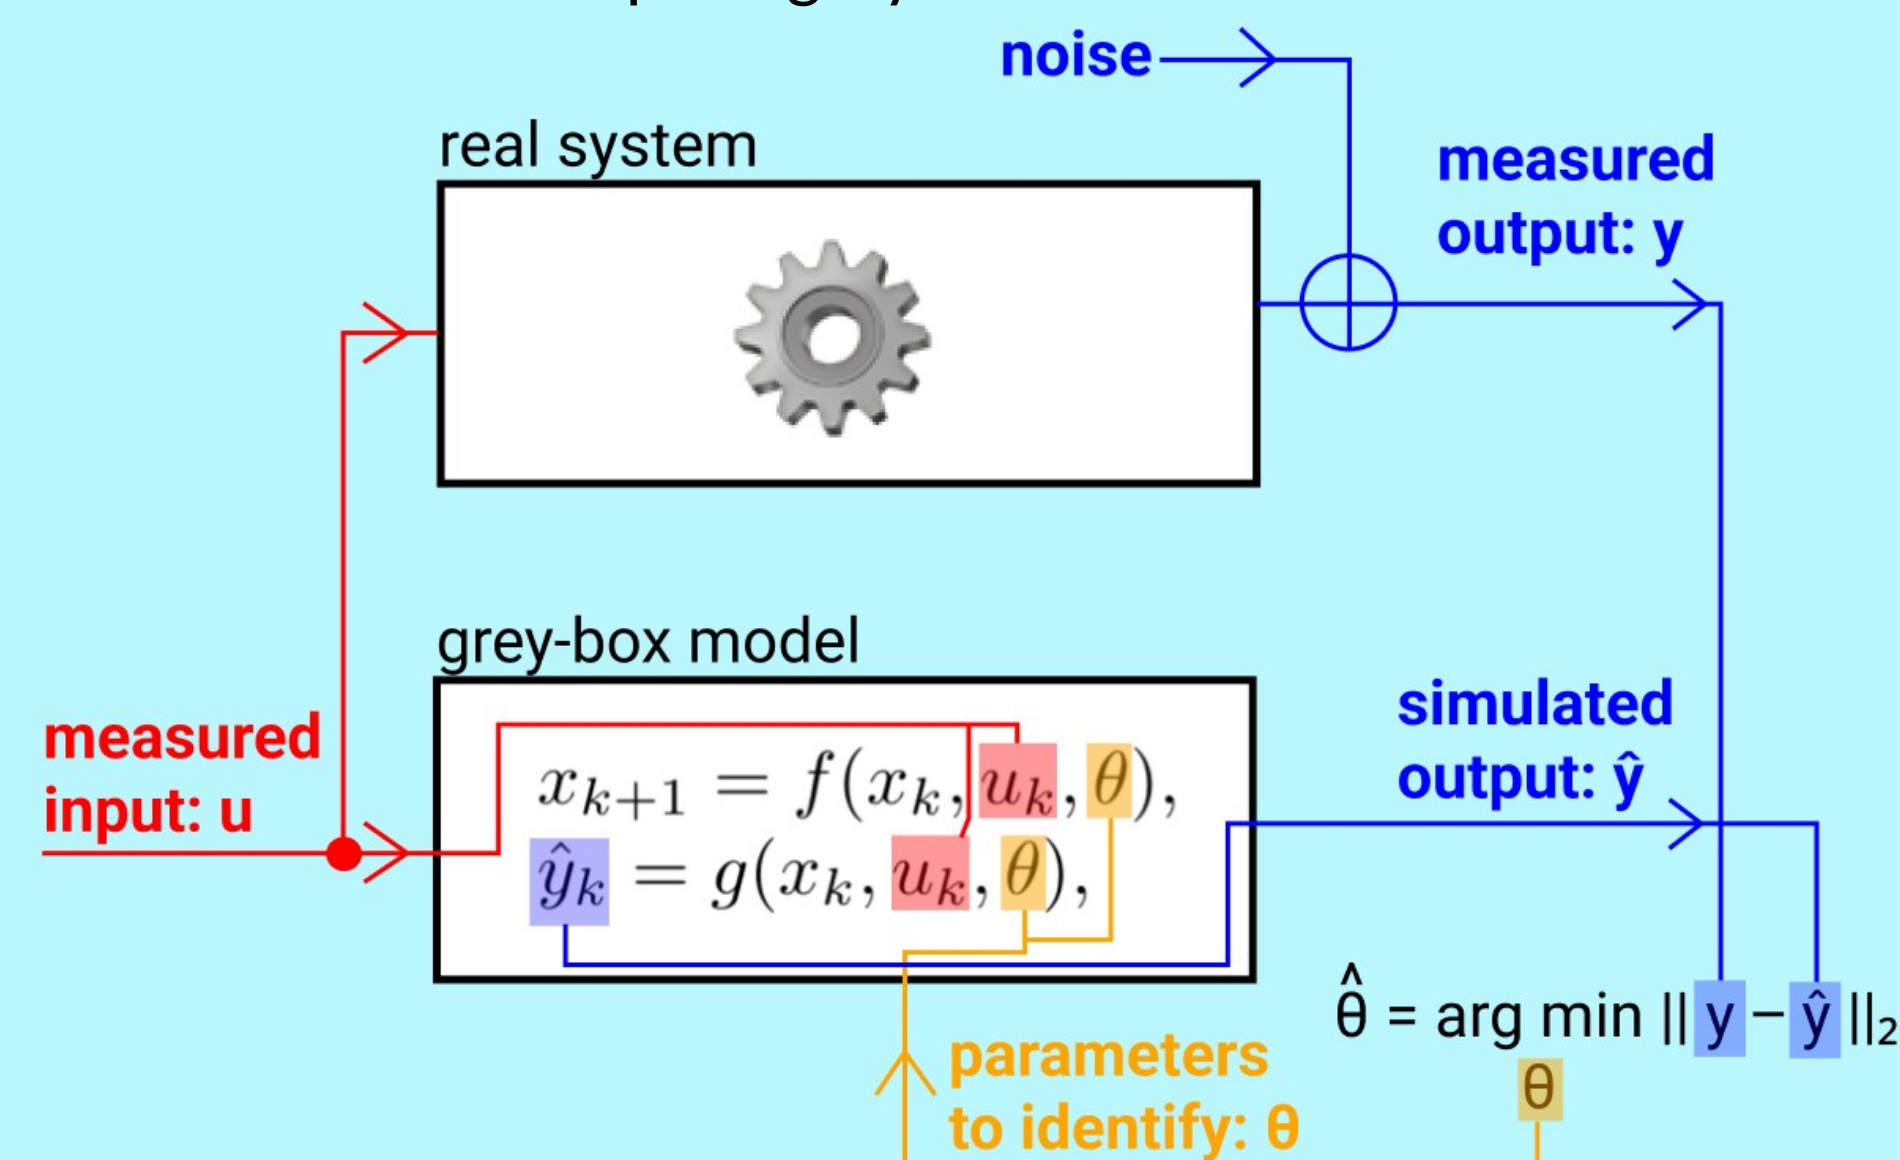 noise
real system
measured
output: y
grey-box model
measured
input: u
x_{k+1} = f(x_k, u_k, θ),
ŷ_k = g(x_k, u_k, θ),
simulated
output: ŷ
θ̂ = arg min ||y − ŷ||₂
θ
parameters
to identify: θ